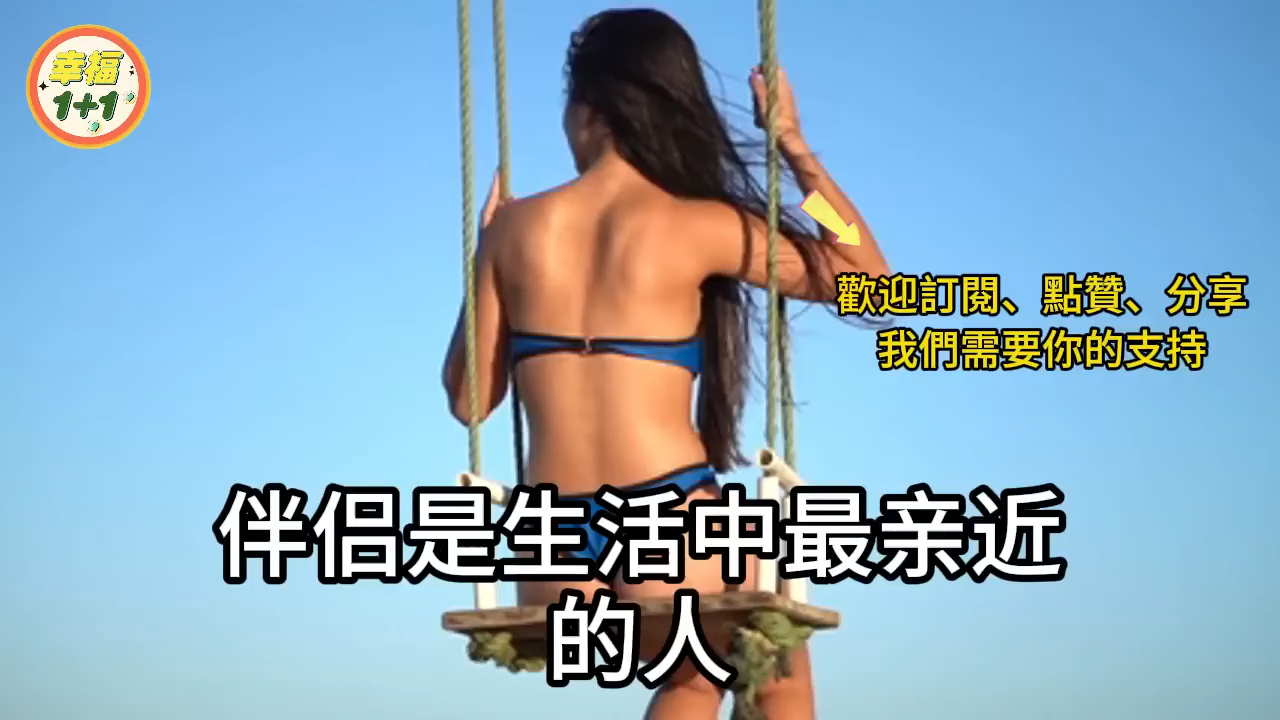 幸福
1+1
歡迎訂閱、點贊、分享
我們需要你的支持
伴侣是生活中最亲近
的人